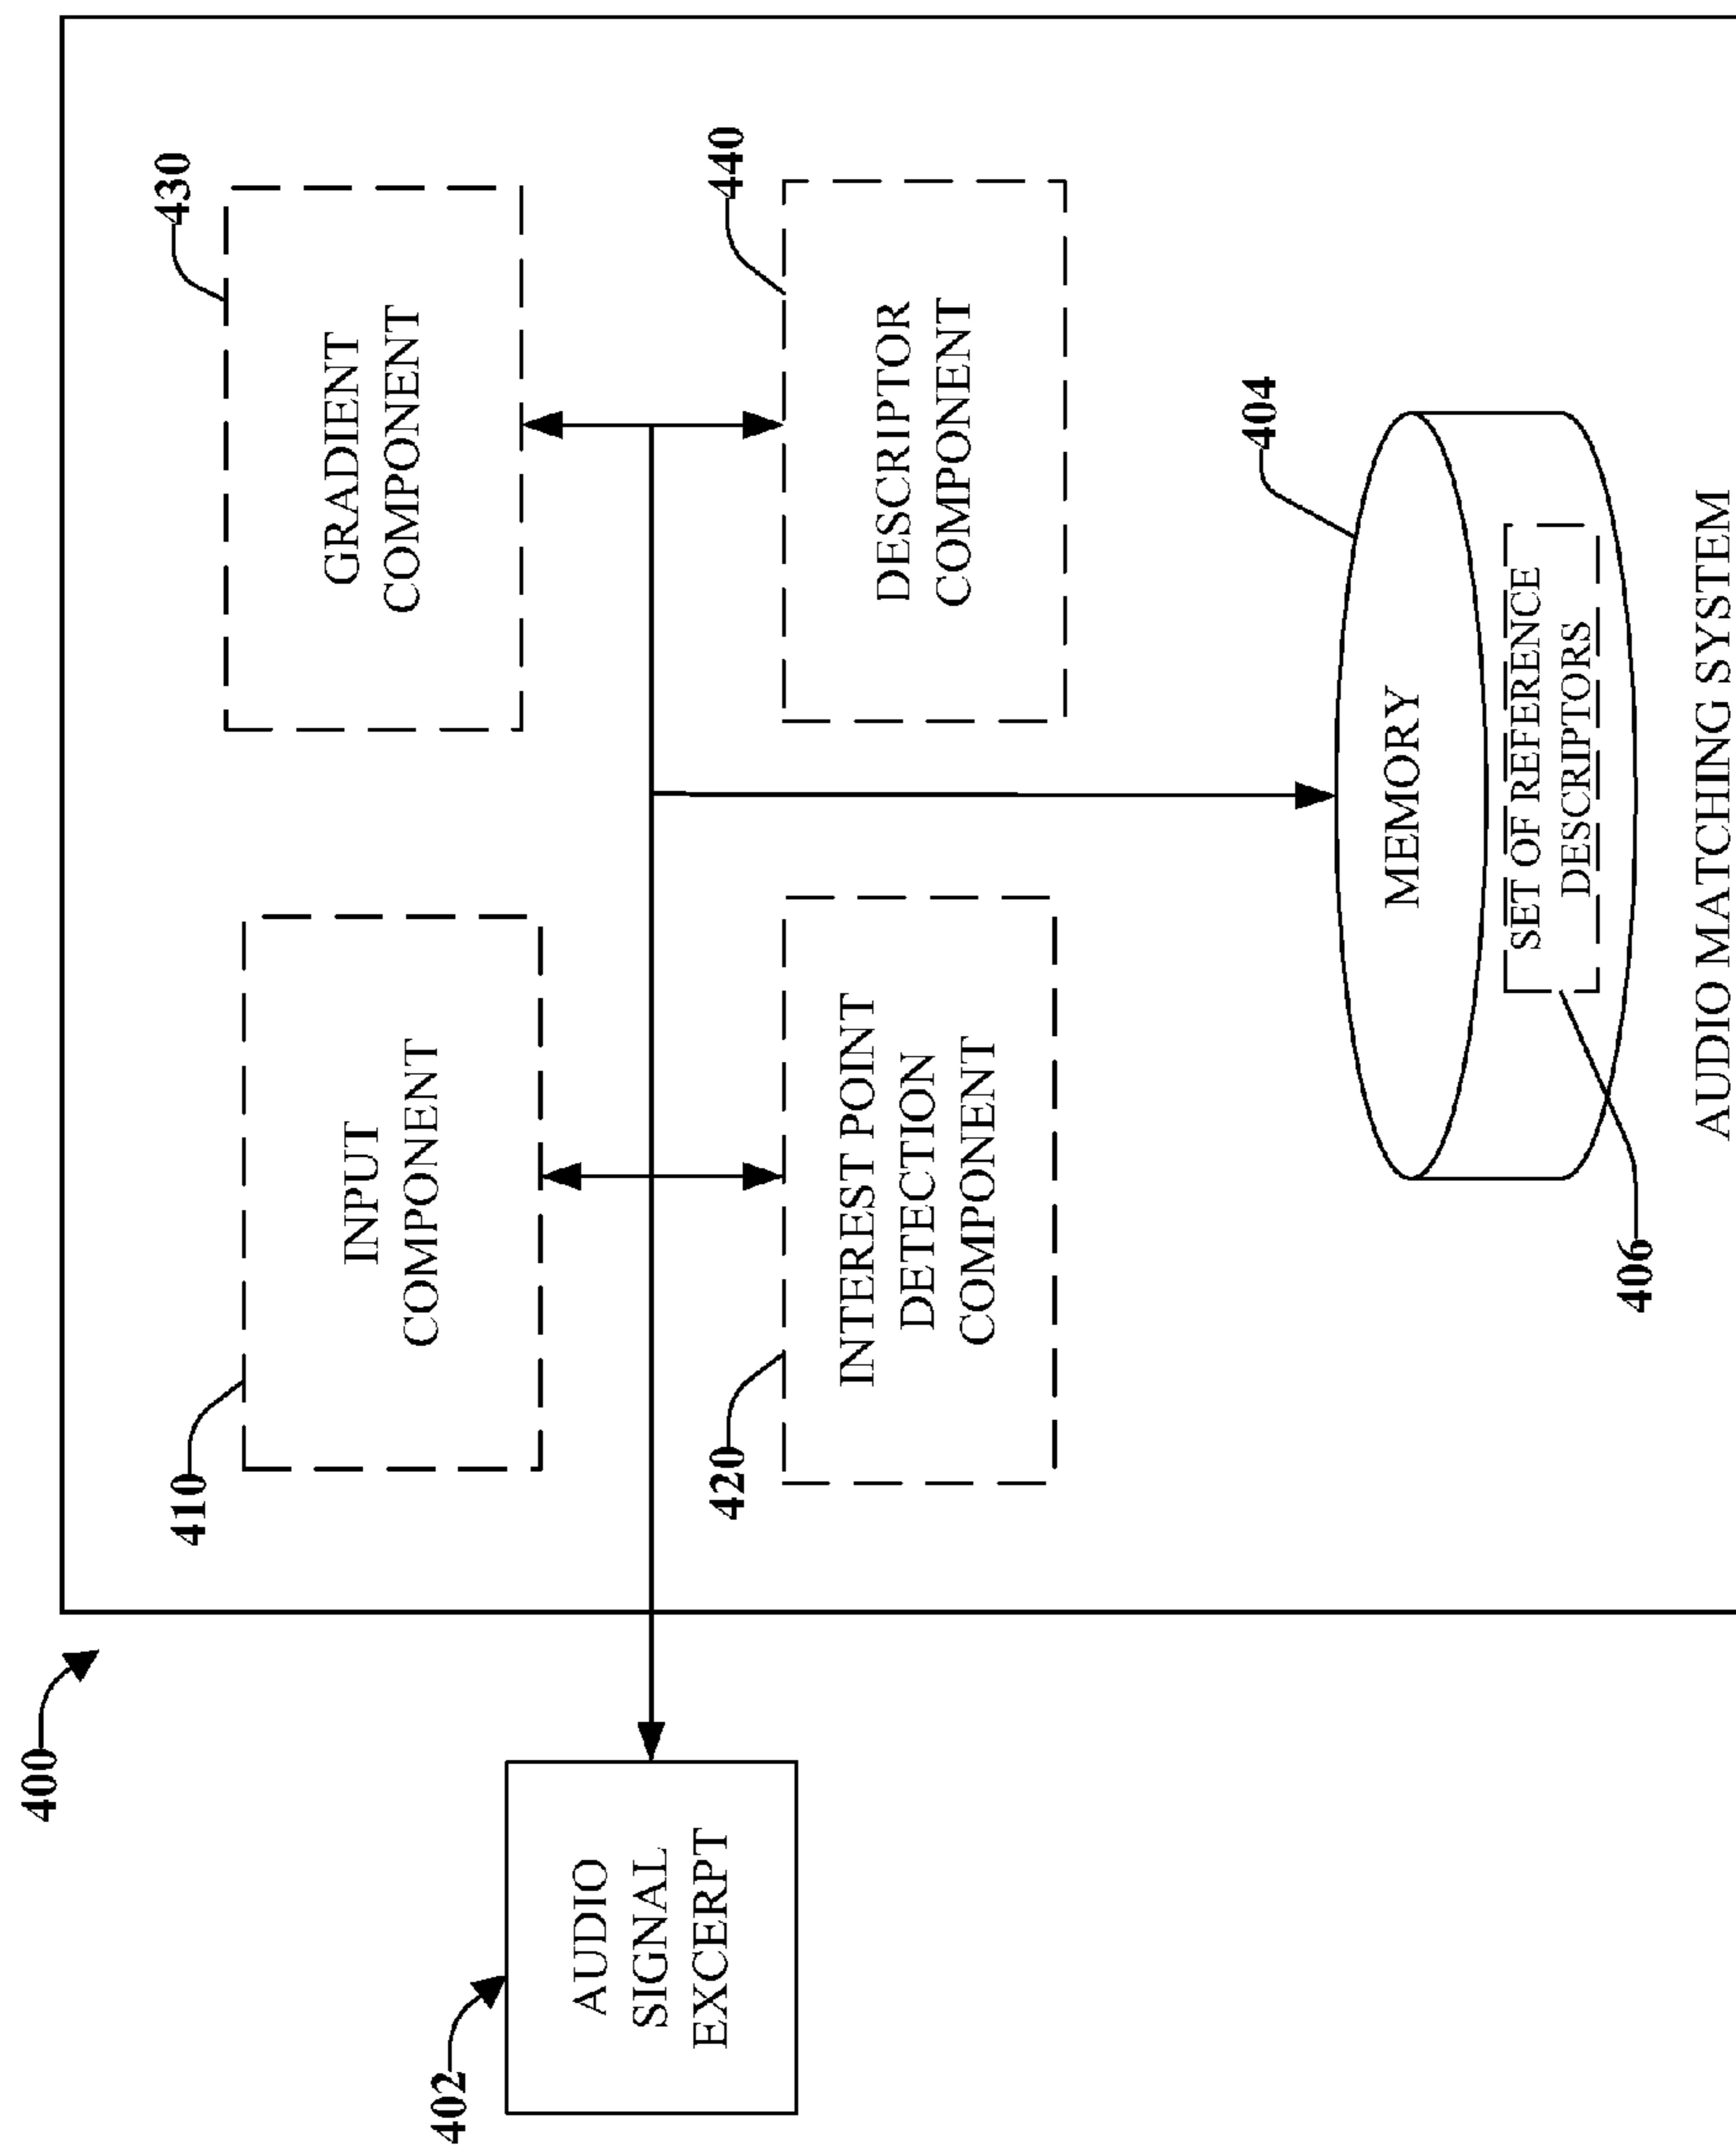 400
402
AUDIO
SIGNAL
EXCERPT
410
INPUT
COMPONENT
430
GRADIENT
COMPONENT
420
INTEREST POINT
DETECTION
COMPONENT
440
DESCRIPTOR
COMPONENT
404
MEMORY
SET OF REFERENCE
DESCRIPTORS
406
AUDIO MATCHING SYSTEM